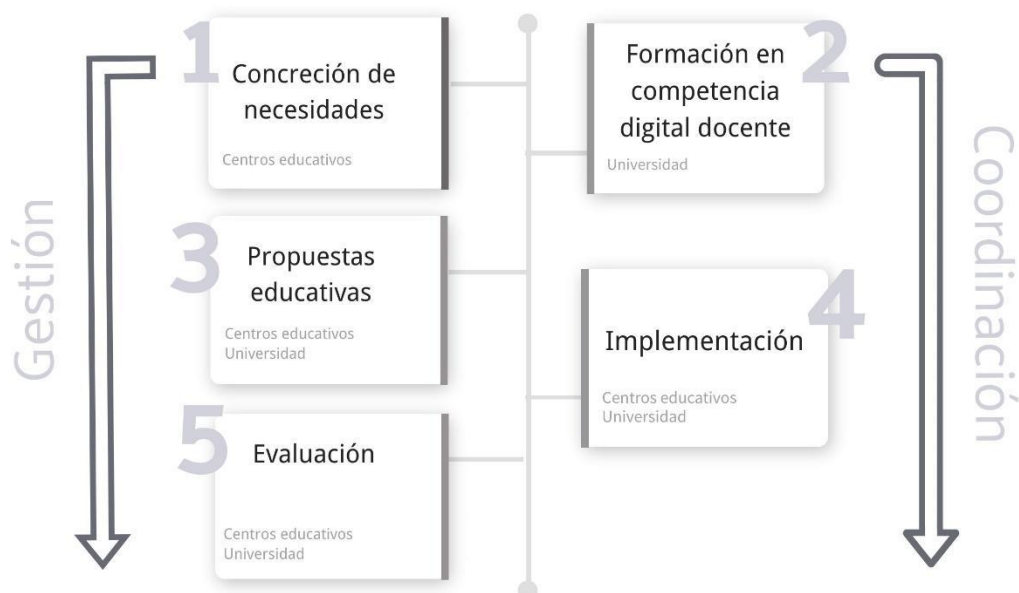 Gestión
1
Concreción de
necesidades
Centros educativos
2
Formación en
competencia
digital docente
Universidad
3
Propuestas
educativas
Centros educativos
Universidad
4
Implementación
Centros educativos
Universidad
5
Evaluación
Centros educativos
Universidad
Coordinación